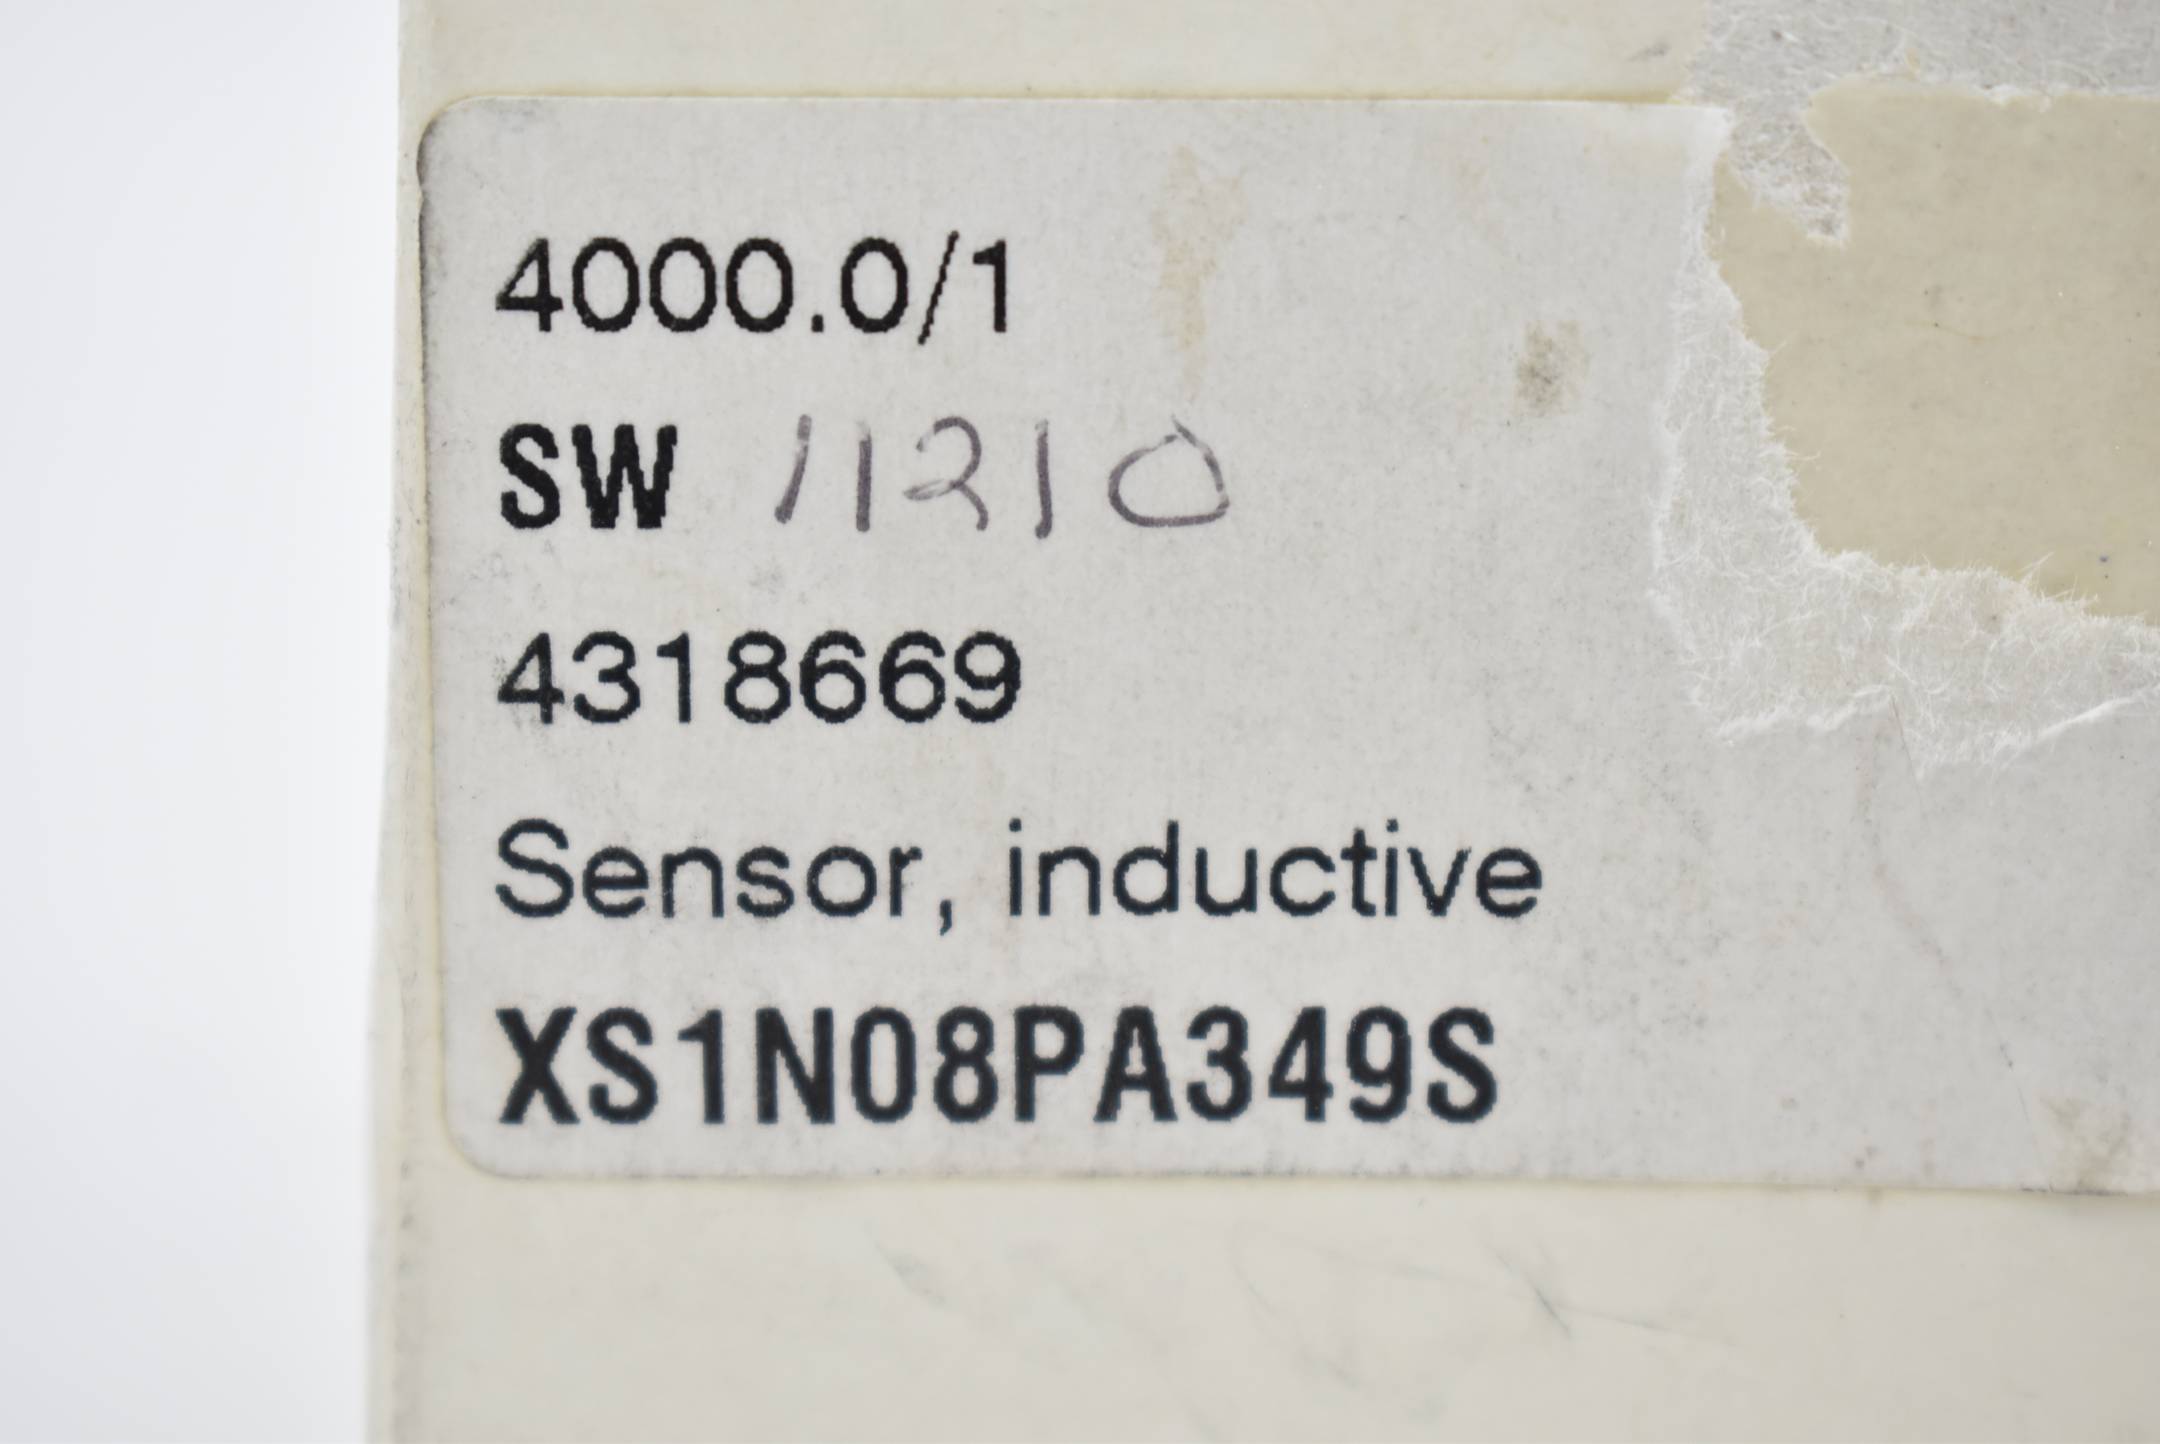 4000.0/1
SW 11210
4318669
Sensor, inductive
XS1N08PA349S